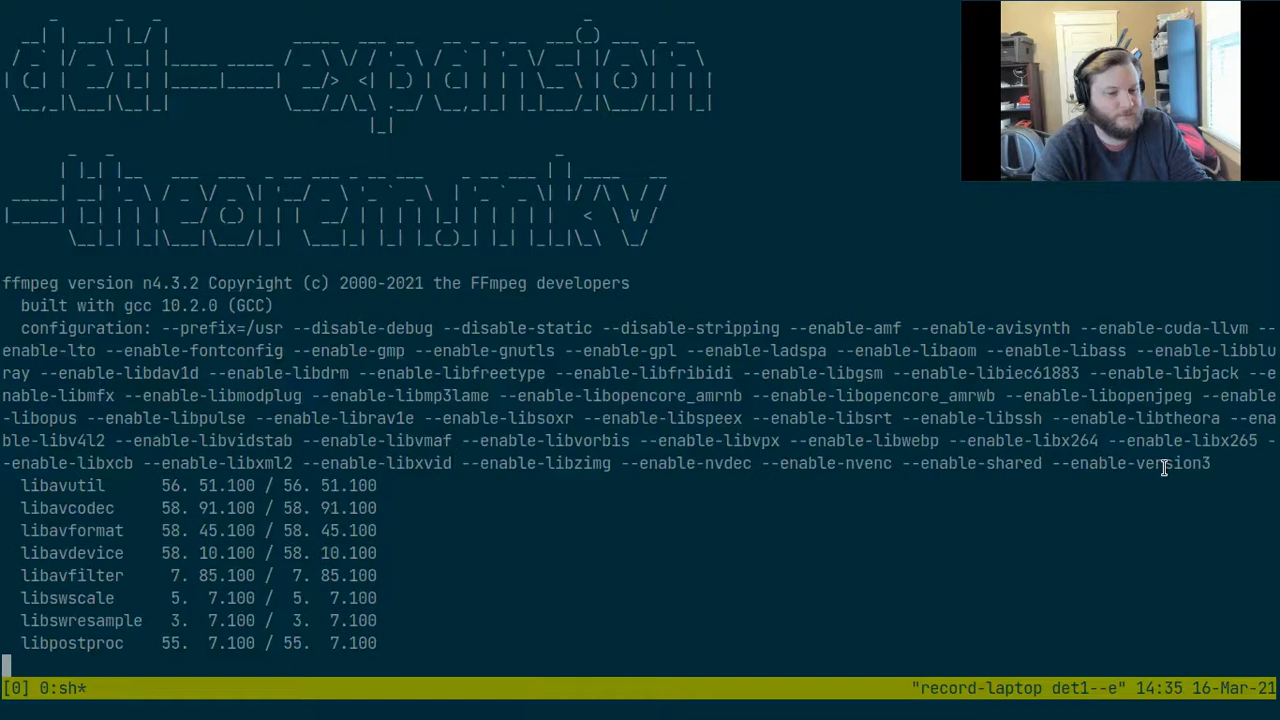 det1--expansion
-theorem.mkv
ffmpeg version n4.3.2 Copyright (c) 2000-2021 the FFmpeg developers
built with gcc 10.2.0 (GCC)
configuration: --prefix=/usr --disable-debug --disable-static --disable-stripping --enable-amf --enable-avisynth --enable-cuda-llvm --
enable-lto --enable-fontconfig --enable-gmp --enable-gnutls --enable-gpl --enable-ladspa --enable-libaom --enable-libass --enable-libblu
ray --enable-libdav1d --enable-libdrm --enable-libfreetype --enable-libfribidi --enable-libgsm --enable-libiec61883 --enable-libjack --e
nable-libmfx --enable-libmodplug --enable-libmp3lame --enable-libopencore_amrnb --enable-libopencore_amrwb --enable-libopenjpeg --enable
-libopus --enable-libpulse --enable-librav1e --enable-libsoxr --enable-libspeex --enable-libsrt --enable-libssh --enable-libtheora --ena
ble-libv4l2 --enable-libvidstab --enable-libvmaf --enable-libvorbis --enable-libvpx --enable-libwebp --enable-libx264 --enable-libx265 -
-enable-libxcb --enable-libxml2 --enable-libxvid --enable-libzimg --enable-nvdec --enable-nvenc --enable-shared --enable-version3
libavutil 56. 51.100 / 56. 51.100
libavcodec 58. 91.100 / 58. 91.100
libavformat 58. 45.100 / 58. 45.100
libavdevice 58. 10.100 / 58. 10.100
libavfilter 7. 85.100 / 7. 85.100
libswscale 5. 7.100 / 5. 7.100
libswresample 3. 7.100 / 3. 7.100
libpostproc 55. 7.100 / 55. 7.100
[0] 0:sh* "record-laptop det1--e" 14:35 16-Mar-21